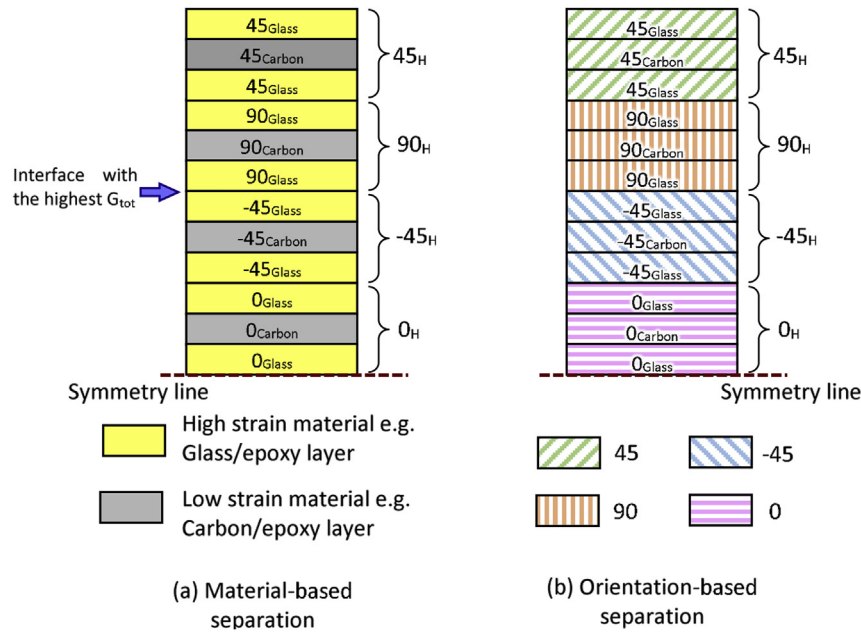 45Glass
45Carbon
45Glass
45H
90Glass
90Carbon
90Glass
90H
Interface with
the highest Gtot
-45Glass
-45Carbon
-45Glass
-45H
0Glass
0Carbon
0Glass
0H
Symmetry line
High strain material e.g.
Glass/epoxy layer
Low strain material e.g.
Carbon/epoxy layer
(a) Material-based
separation
45Glass
45Carbon
45Glass
45H
90Glass
90Carbon
90Glass
90H
-45Glass
-45Carbon
-45Glass
-45H
0Glass
0Carbon
0Glass
0H
Symmetry line
45
-45
90
0
(b) Orientation-based
separation